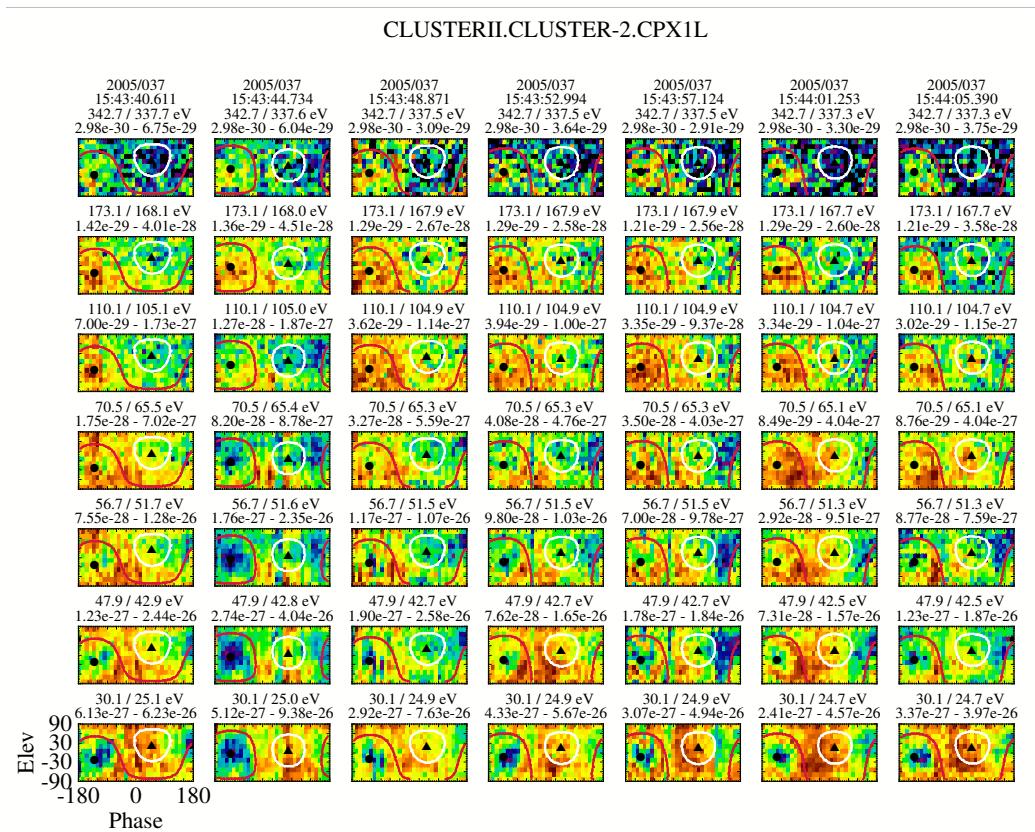 CLUSTERII.CLUSTER-2.CPX1L
2005/037 2005/037 2005/037 2005/037 2005/037 2005/037 2005/037
15:43:40.611 15:43:44.734 15:43:48.871 15:43:52.994 15:43:57.124 15:44:01.253 15:44:05.390
342.7 / 337.7 eV 342.7 / 337.6 eV 342.7 / 337.5 eV 342.7 / 337.5 eV 342.7 / 337.5 eV 342.7 / 337.3 eV 342.7 / 337.3 eV
2.98e-30 - 6.75e-29 2.98e-30 - 6.04e-29 2.98e-30 - 3.09e-29 2.98e-30 - 3.64e-29 2.98e-30 - 2.91e-29 2.98e-30 - 3.30e-29 2.98e-30 - 3.75e-29
173.1 / 168.1 eV 173.1 / 168.0 eV 173.1 / 167.9 eV 173.1 / 167.9 eV 173.1 / 167.9 eV 173.1 / 167.7 eV 173.1 / 167.7 eV
1.42e-29 - 4.01e-28 1.36e-29 - 4.51e-28 1.29e-29 - 2.67e-28 1.29e-29 - 2.58e-28 1.21e-29 - 2.56e-28 1.29e-29 - 2.60e-28 1.21e-29 - 3.58e-28
110.1 / 105.1 eV 110.1 / 105.0 eV 110.1 / 104.9 eV 110.1 / 104.9 eV 110.1 / 104.9 eV 110.1 / 104.7 eV 110.1 / 104.7 eV
7.00e-29 - 1.73e-27 1.27e-28 - 1.87e-27 3.62e-29 - 1.14e-27 3.94e-29 - 1.00e-27 3.35e-29 - 9.37e-28 3.34e-29 - 1.04e-27 3.02e-29 - 1.15e-27
70.5 / 65.5 eV 70.5 / 65.4 eV 70.5 / 65.3 eV 70.5 / 65.3 eV 70.5 / 65.3 eV 70.5 / 65.1 eV 70.5 / 65.1 eV
1.75e-28 - 7.02e-27 8.20e-28 - 8.78e-27 3.27e-28 - 5.59e-27 4.08e-28 - 4.76e-27 3.50e-28 - 4.03e-27 8.49e-29 - 4.04e-27 8.76e-29 - 4.04e-27
56.7 / 51.7 eV 56.7 / 51.6 eV 56.7 / 51.5 eV 56.7 / 51.5 eV 56.7 / 51.5 eV 56.7 / 51.3 eV 56.7 / 51.3 eV
7.55e-28 - 1.28e-26 1.76e-27 - 2.35e-26 1.17e-27 - 1.07e-26 9.80e-28 - 1.03e-26 7.00e-28 - 9.78e-27 2.92e-28 - 9.51e-27 8.77e-28 - 7.59e-27
47.9 / 42.9 eV 47.9 / 42.8 eV 47.9 / 42.7 eV 47.9 / 42.7 eV 47.9 / 42.7 eV 47.9 / 42.5 eV 47.9 / 42.5 eV
1.23e-27 - 2.44e-26 2.74e-27 - 4.04e-26 1.90e-27 - 2.58e-26 7.62e-28 - 1.65e-26 1.78e-27 - 1.84e-26 7.31e-28 - 1.57e-26 1.23e-27 - 1.87e-26
30.1 / 25.1 eV 30.1 / 25.0 eV 30.1 / 24.9 eV 30.1 / 24.9 eV 30.1 / 24.9 eV 30.1 / 24.7 eV 30.1 / 24.7 eV
6.13e-27 - 6.23e-26 5.12e-27 - 9.38e-26 2.92e-27 - 7.63e-26 4.33e-27 - 5.67e-26 3.07e-27 - 4.94e-26 2.41e-27 - 4.57e-26 3.37e-27 - 3.97e-26
90
30
-30
-90
Elev
-180 0 180
Phase